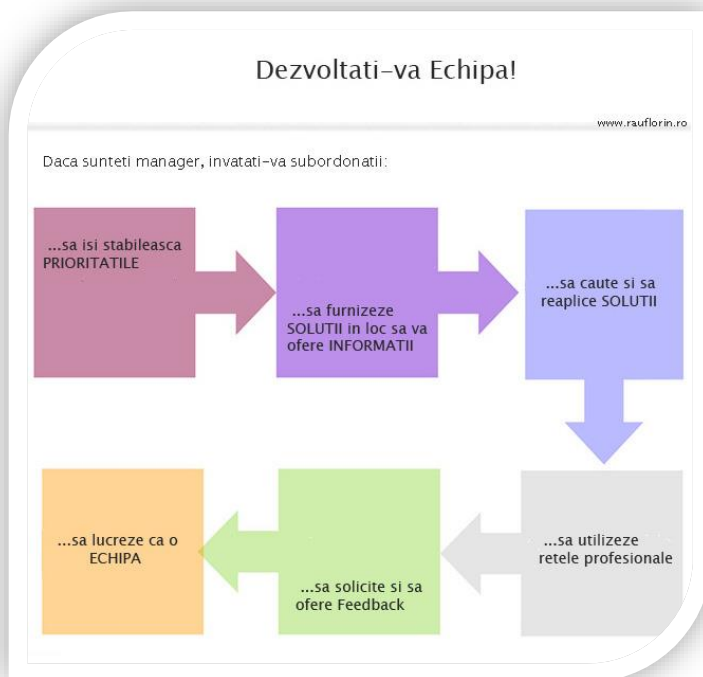 Dezvoltati-va Echipa!
www.rauflorin.ro
Daca sunteti manager, invatati-va subordonatii:
...sa isi stabileasca
PRIORITATILE
...sa furnizeze
SOLUTII in loc sa va
ofere INFORMATII
...sa caute si sa
reaplice SOLUTII
...sa utilizeze
retele profesionale
...sa solicite si sa
ofere Feedback
...sa lucreze ca o
ECHIPA